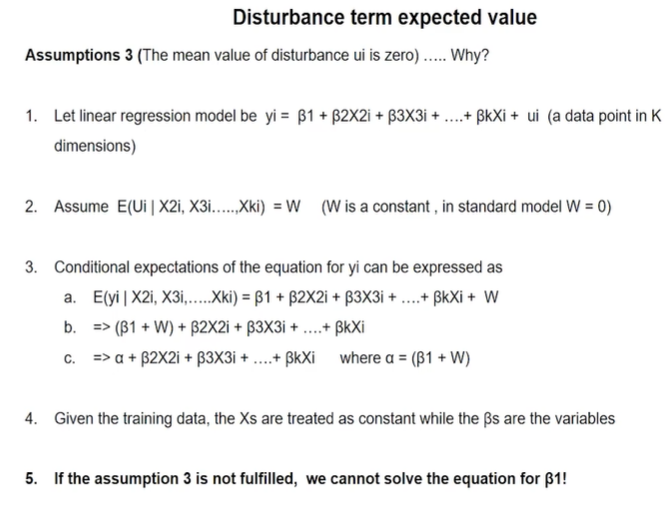 Disturbance term expected value
Assumptions 3 (The mean value of disturbance ui is zero) ..... Why?
1. Let linear regression model be yi = β1 + β2X2i + β3X3i + ....+ βkXi + ui (a data point in K
dimensions)
2. Assume E(Ui | X2i, X3i.....,Xki) = W (W is a constant , in standard model W = 0)
3. Conditional expectations of the equation for yi can be expressed as
a. E(yi | X2i, X3i,.....Xki) = β1 + β2X2i + β3X3i + ....+ βkXi + W
b. => (β1 + W) + β2X2i + β3X3i + ....+ βkXi
c. => α + β2X2i + β3X3i + ....+ βkXi where α = (β1 + W)
4. Given the training data, the Xs are treated as constant while the βs are the variables
5. If the assumption 3 is not fulfilled, we cannot solve the equation for β1!